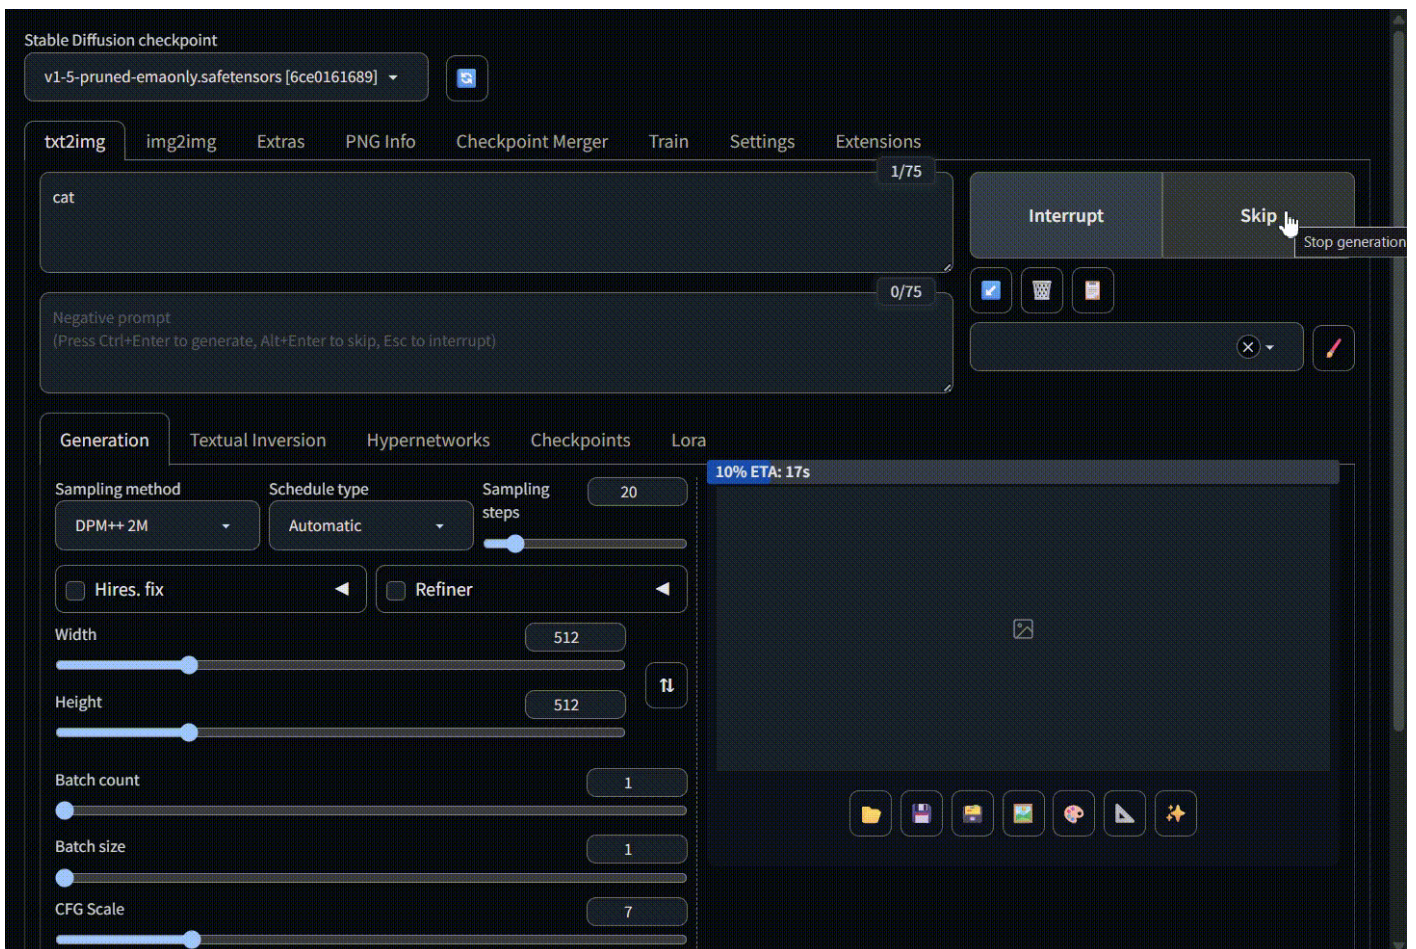 Stable Diffusion checkpoint
v1-5-pruned-emaonly.safetensors [6ce0161689]
txt2img img2img Extras PNG Info Checkpoint Merger Train Settings Extensions
1/75
cat
Interrupt Skip
Stop generation
0/75
Negative prompt
(Press Ctrl+Enter to generate, Alt+Enter to skip, Esc to interrupt)
Generation Textual Inversion Hypernetworks Checkpoints Lora
10% ETA: 17s
Sampling method Schedule type Sampling steps 20
DPM++ 2M Automatic
Hires. fix Refiner
Width 512
Height 512
Batch count 1
Batch size 1
CFG Scale 7